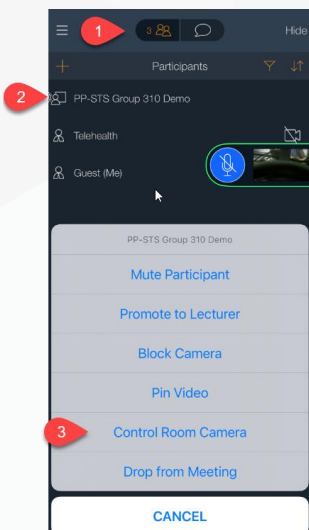 1
3
Hide
Participants
2
PP-STS Group 310 Demo
Telehealth
Guest (Me)
PP-STS Group 310 Demo
Mute Participant
Promote to Lecturer
Block Camera
Pin Video
3
Control Room Camera
Drop from Meeting
CANCEL